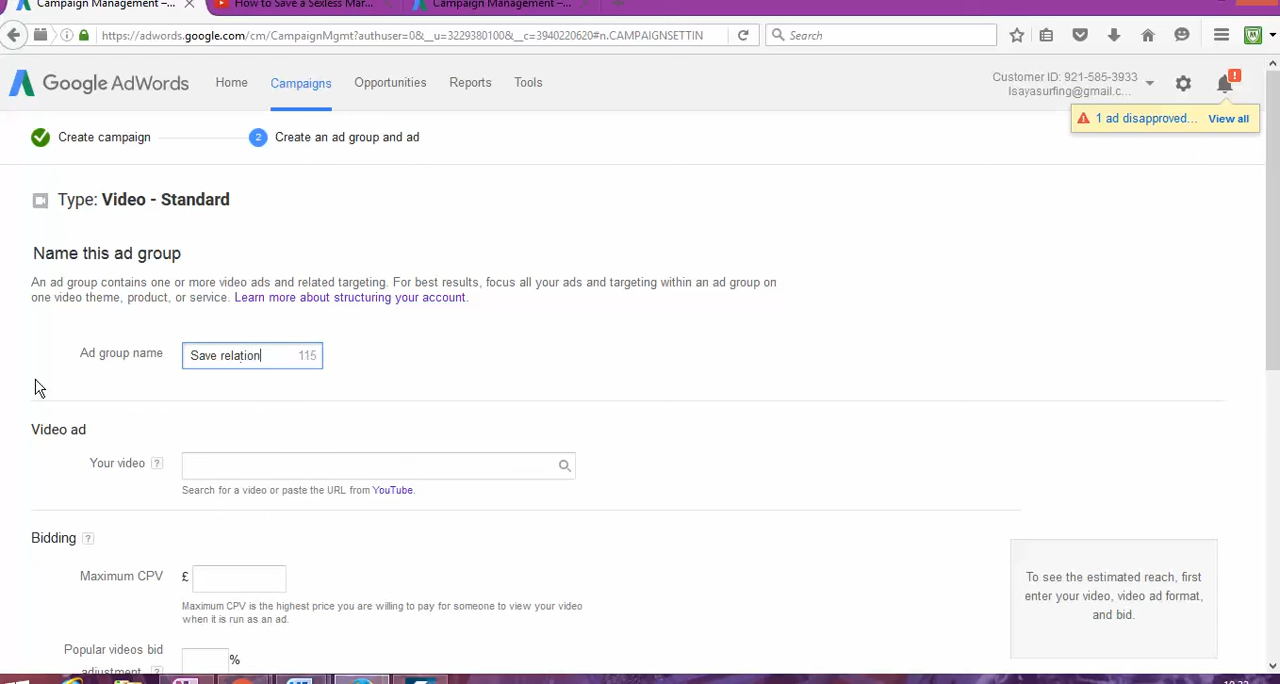 Campaign Management –...
How to Save a Sexless Mar...
Campaign Management –...
https://adwords.google.com/cm/CampaignMgmt?authuser=0&__u=3229380100&__c=3940220620#n.CAMPAIGNSETTIN
Search
Google AdWords
Home
Campaigns
Opportunities
Reports
Tools
Customer ID: 921-585-3933
lsayasurfing@gmail.c...
!
1 ad disapproved...
View all
Create campaign
2
Create an ad group and ad
Type: Video - Standard
Name this ad group
An ad group contains one or more video ads and related targeting. For best results, focus all your ads and targeting within an ad group on
one video theme, product, or service. Learn more about structuring your account.
Ad group name
Save relation
115
Video ad
Your video ?
Search for a video or paste the URL from YouTube.
Bidding ?
Maximum CPV
£
Maximum CPV is the highest price you are willing to pay for someone to view your video
when it is run as an ad.
To see the estimated reach, first
enter your video, video ad format,
and bid.
Popular videos bid
adjustment ?
%